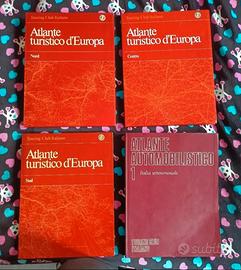 Touring Club Italiano
Atlante
turistico d'Europa
Nord
Touring Club Italiano
Atlante
turistico d'Europa
Centro
Touring Club Italiano
Atlante
turistico d'Europa
Sud
ATLANTE
AUTOMOBILISTICO
1
Italia settentrionale
TOURING CLUB
ITALIANO
subito